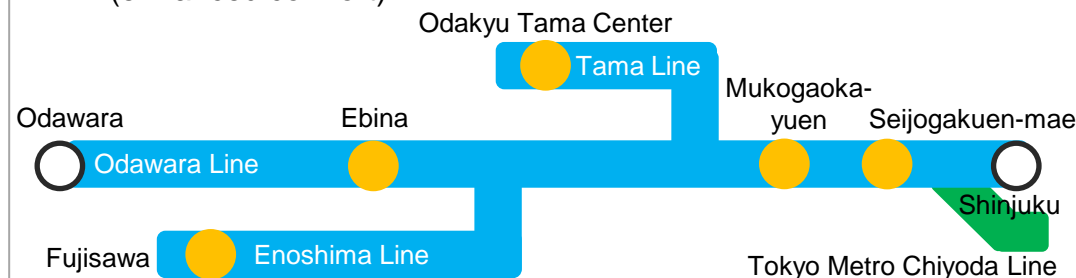 Odakyu Tama Center
Tama Line
Mukogaoka-
yuen
Odawara
Ebina
Seijogakuen-mae
Odawara Line
Shinjuku
Fujisawa
Enoshima Line
Tokyo Metro Chiyoda Line